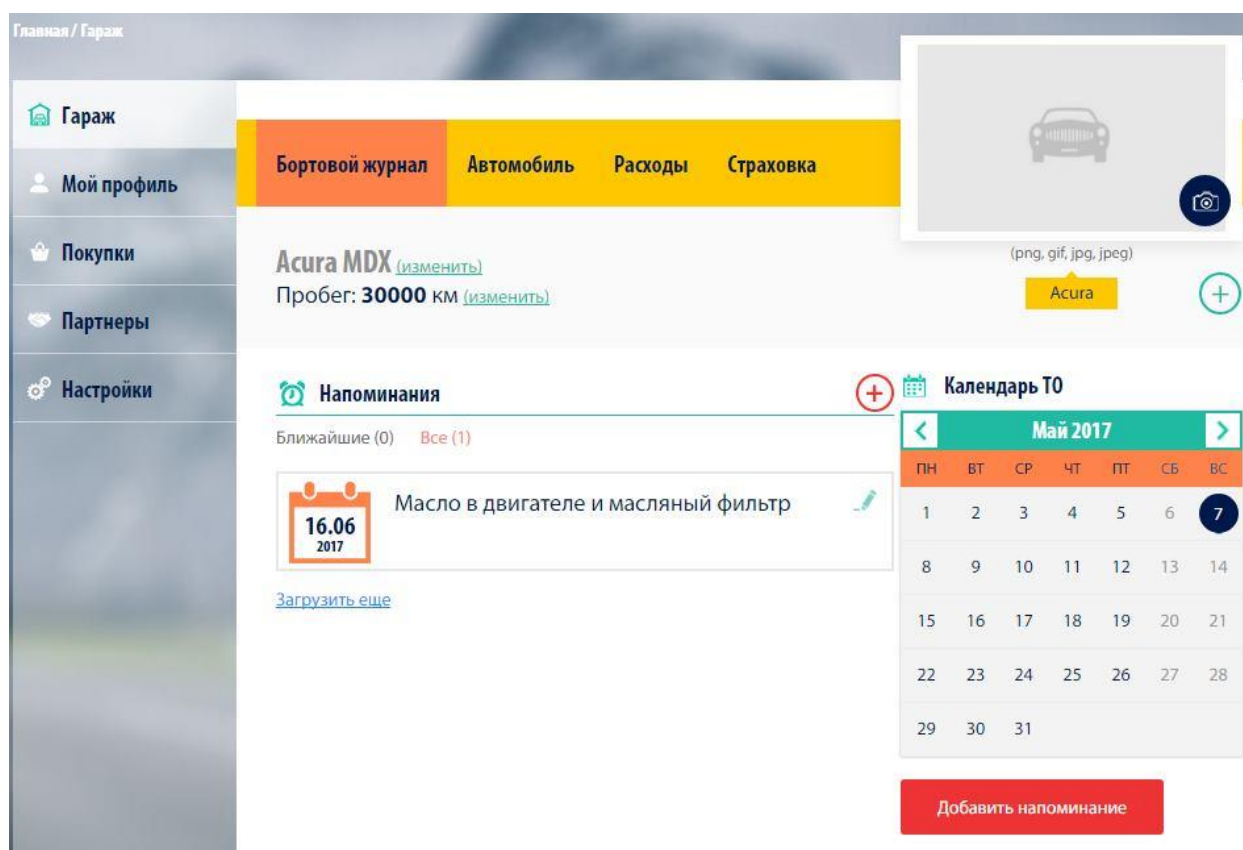 Главная / Гараж
Гараж
Мой профиль
Покупки
Партнеры
Настройки
Бортовой журнал Автомобиль Расходы Страховка
Acura MDX (изменить)
Пробег: 30000 км (изменить)
(png, gif, jpg, jpeg)
Acura
Напоминания
Ближайшие (0) Все (1)
16.06
2017
Масло в двигателе и масляный фильтр
Загрузить еще
Календарь ТО
Май 2017
ПН ВТ СР ЧТ ПТ СБ ВС
1 2 3 4 5 6 7
8 9 10 11 12 13 14
15 16 17 18 19 20 21
22 23 24 25 26 27 28
29 30 31
Добавить напоминание